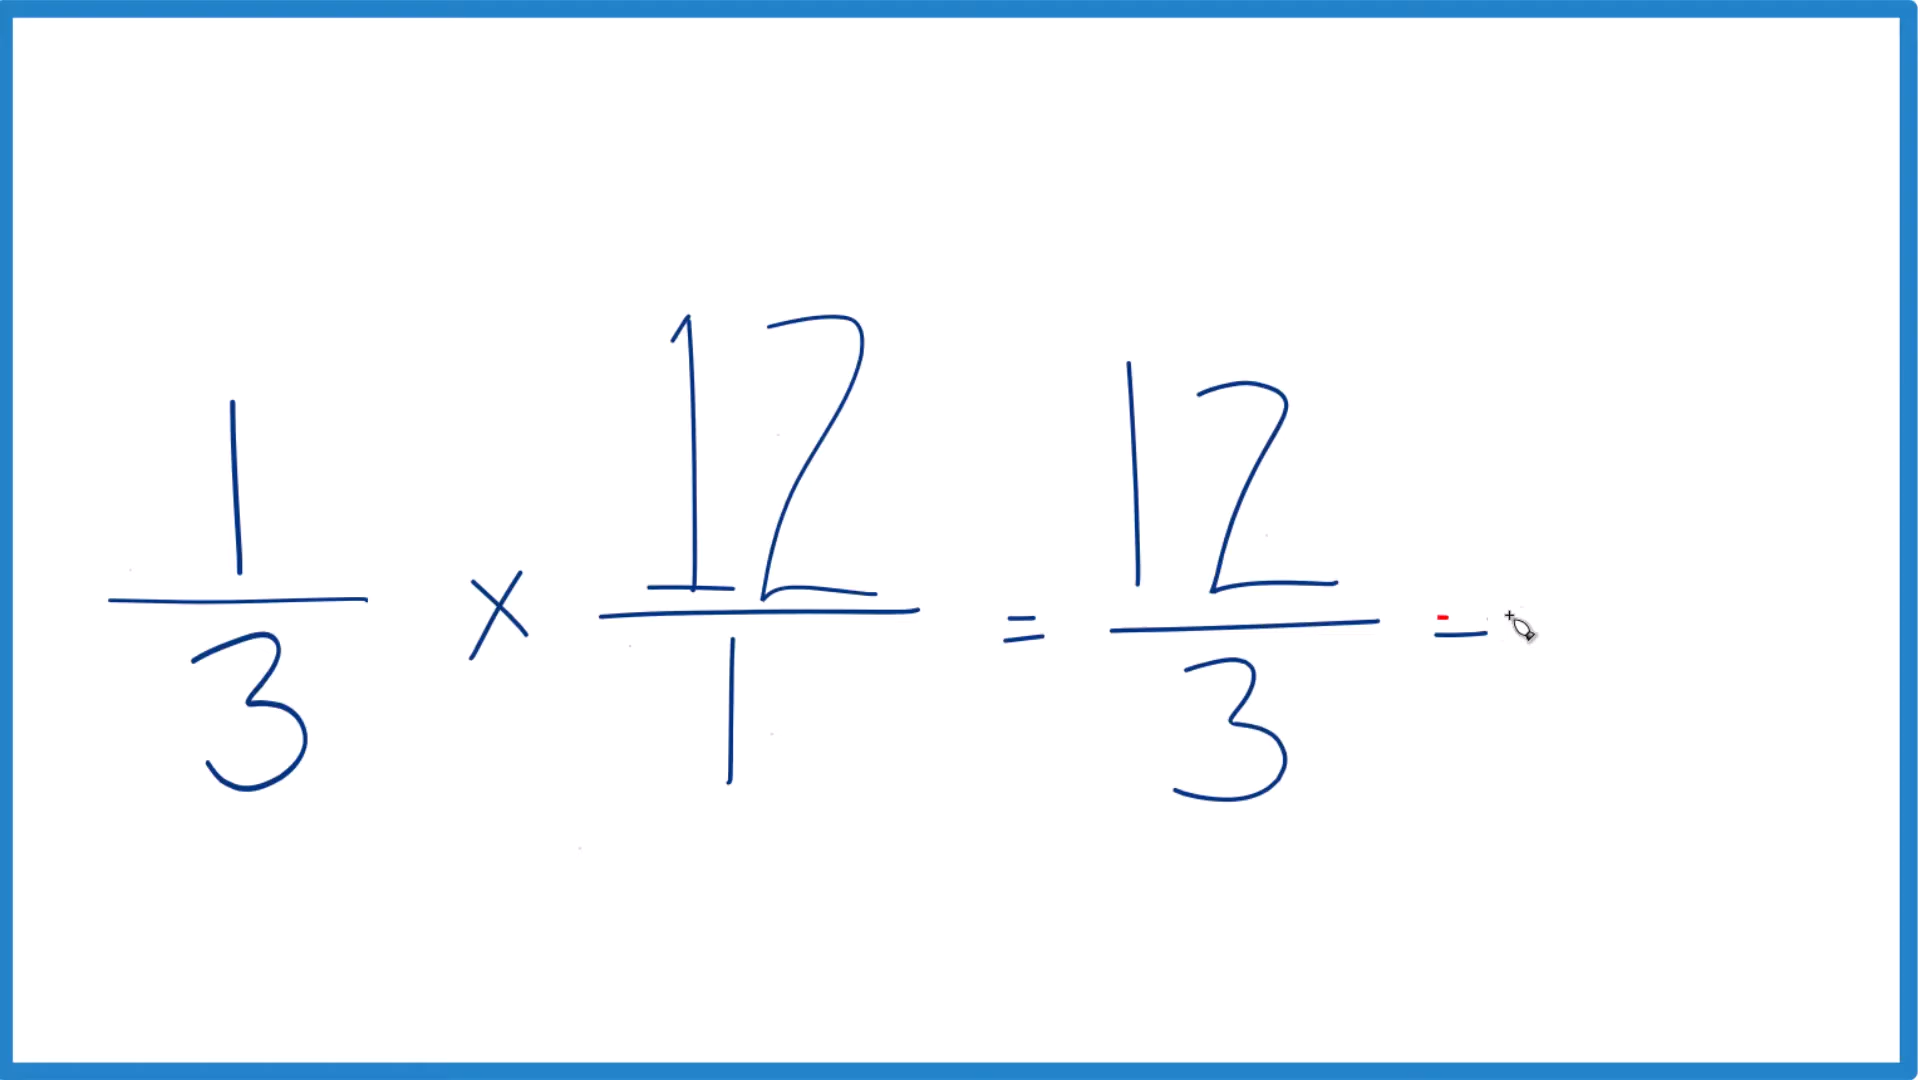 1/3 × 12/1 = 12/3 =